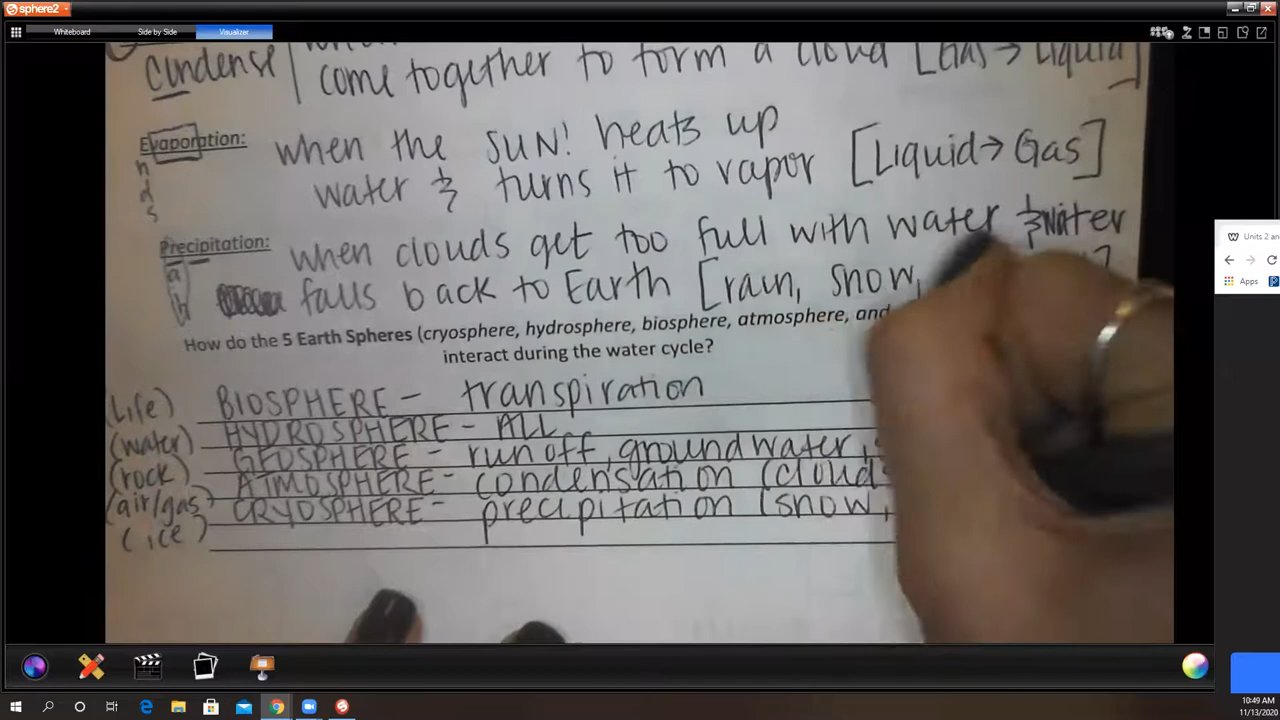 sphere2
Whiteboard Side by Side Visualizer
condense come together to form a cloud [Gas → Liquid]
Evaporation: when the SUN! heats up
n
d water & turns it to vapor [Liquid → Gas]
s
Precipitation: when clouds get too full with water & water
a
h falls back to Earth [rain, snow,
How do the 5 Earth Spheres (cryosphere, hydrosphere, biosphere, atmosphere, and
interact during the water cycle?
(Life) BIOSPHERE - transpiration
(water) HYDROSPHERE - ALL
(rock) GEOSPHERE - runoff, groundwater,
(air/gas) ATMOSPHERE - condensation (cloud
(ice) CRYOSPHERE - precipitation (snow,
Units 2 an
Apps
10:49 AM
11/13/2020